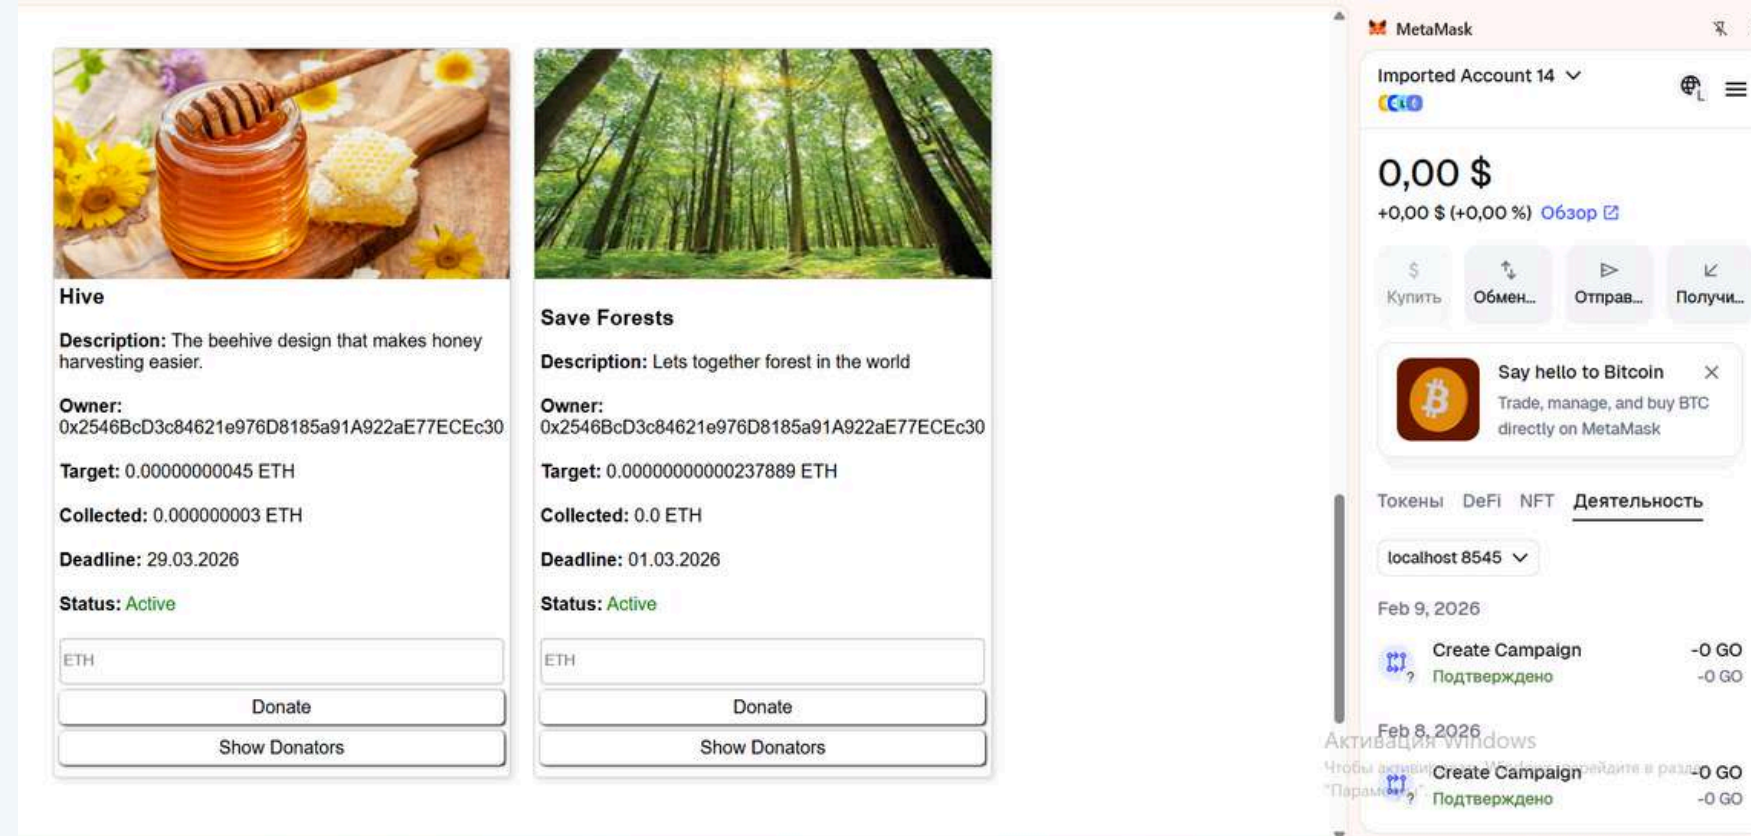 Hive
Description: The beehive design that makes honey
harvesting easier.
Owner:
0x2546BcD3c84621e976D8185a91A922aE77ECEc30
Target: 0.00000000045 ETH
Collected: 0.000000003 ETH
Deadline: 29.03.2026
Status: Active
ETH
Donate
Show Donators
Save Forests
Description: Lets together forest in the world
Owner:
0x2546BcD3c84621e976D8185a91A922aE77ECEc30
Target: 0.00000000000237889 ETH
Collected: 0.0 ETH
Deadline: 01.03.2026
Status: Active
ETH
Donate
Show Donators
MetaMask
Imported Account 14
L
0,00 $
+0,00 $ (+0,00 %) Обзор
$
Купить
Обмен...
Отправ...
Получи...
Say hello to Bitcoin
Trade, manage, and buy BTC
directly on MetaMask
Токены DeFi NFT Деятельность
localhost 8545
Feb 9, 2026
Create Campaign -0 GO
? Подтверждено -0 GO
Feb 8, 2026
Активация Windows
Чтобы Windows, перейдите в
Create Campaign -0 GO
? Подтверждено -0 GO